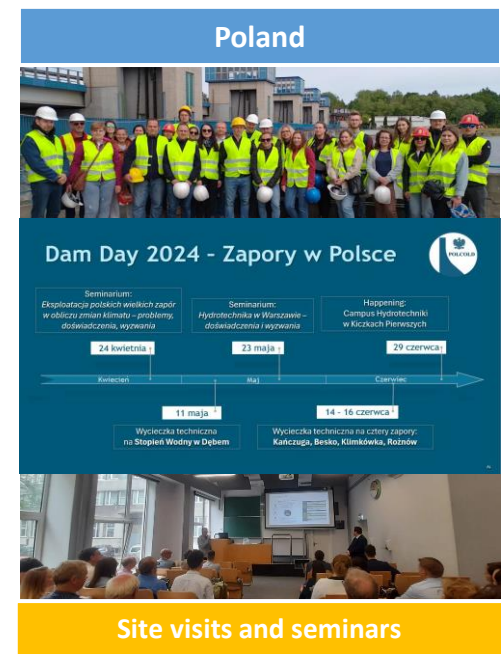 Poland
Dam Day 2024 - Zapory w Polsce
POLCOLD
Seminarium:
Eksploatacja polskich wielkich zapór
w obliczu zmian klimatu – problemy,
doświadczenia, wyzwania
Seminarium:
Hydrotechnika w Warszawie –
doświadczenia i wyzwania
Happening:
Campus Hydrotechniki
w Kiczkach Pierwszych
24 kwietnia
23 maja
29 czerwca
Kwiecień
Maj
Czerwiec
11 maja
14 - 16 czerwca
Wycieczka techniczna
na Stopień Wodny w Dębem
Wycieczka techniczna na cztery zapory:
Kańczuga, Besko, Klimkówka, Rożnów
Site visits and seminars